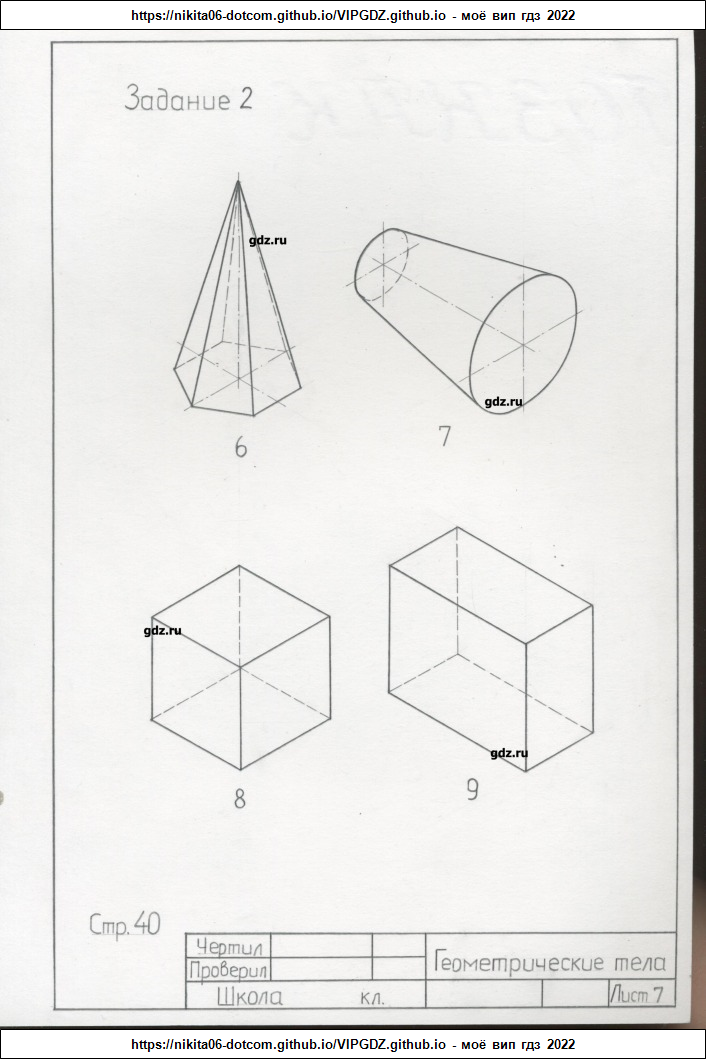 https://nikita06-dotcom.github.io/VIPGDZ.github.io - моё вип гдз 2022
Задание 2
gdz.ru
gdz.ru
6
7
gdz.ru
gdz.ru
8
9
Стр. 40
Чертил
Проверил
Геометрические тела
Школа кл.
Лист 7
https://nikita06-dotcom.github.io/VIPGDZ.github.io - моё вип гдз 2022